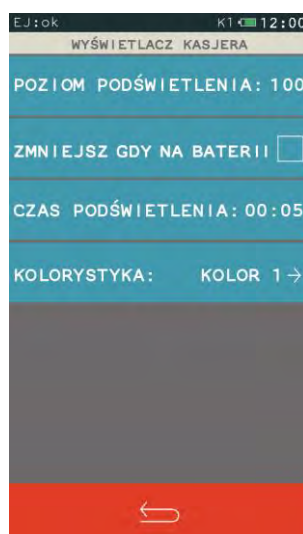 EJ:ok K1 12:00
WYŚWIETLACZ KASJERA
POZIOM PODŚWIETLENIA: 100
ZMNIEJSZ GDY NA BATERII
CZAS PODŚWIETLENIA: 00:05
KOLORYSTYKA: KOLOR 1